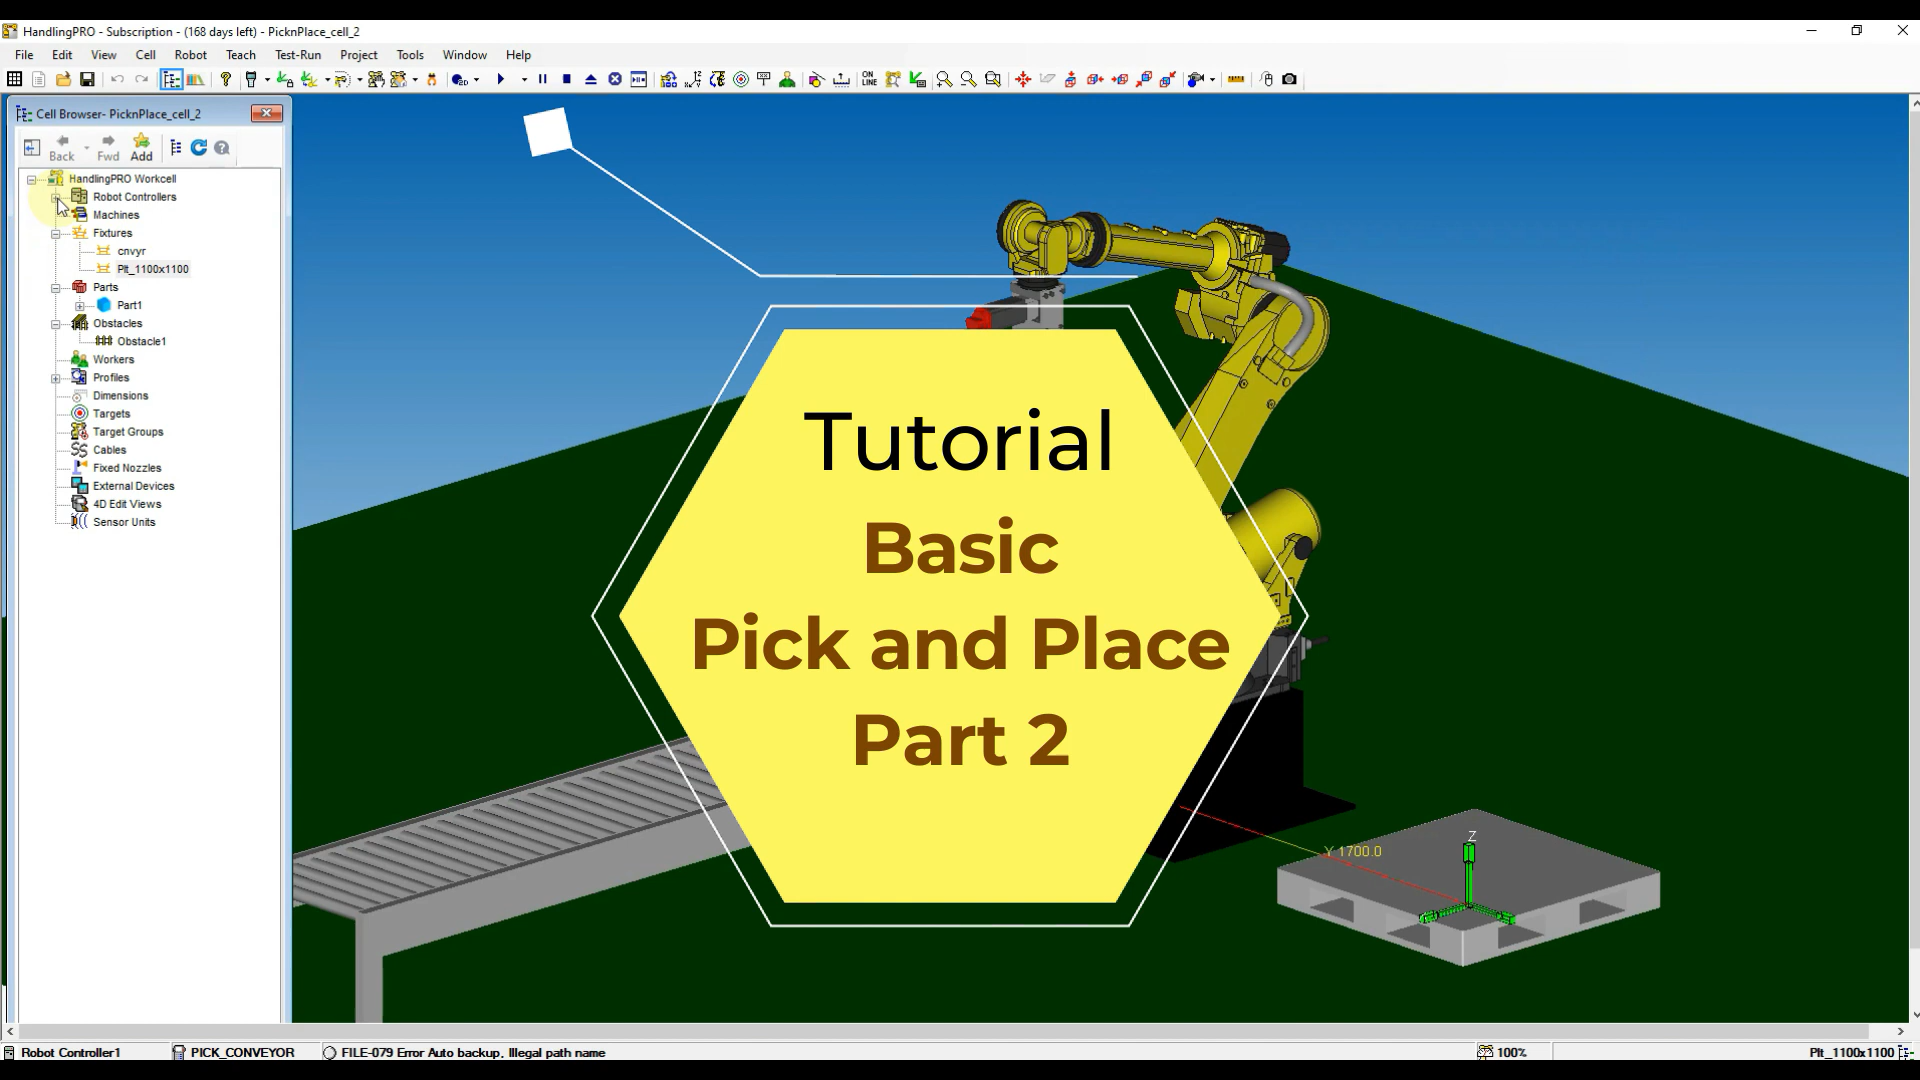 HandlingPRO - Subscription - (168 days left) - PicknPlace_cell_2
File Edit View Cell Robot Teach Test-Run Project Tools Window Help
ON LINE
Cell Browser- PicknPlace_cell_2
Back Fwd Add
HandlingPRO Workcell
Robot Controllers
Machines
Fixtures
cnvyr
Plt_1100x1100
Parts
Part1
Obstacles
Obstacle1
Workers
Profiles
Dimensions
Targets
Target Groups
Cables
Fixed Nozzles
External Devices
4D Edit Views
Sensor Units
Tutorial
Basic
Pick and Place
Part 2
Z
Y 1700.0
Robot Controller1 PICK_CONVEYOR FILE-079 Error Auto backup, Illegal path name 100% Plt_1100x1100